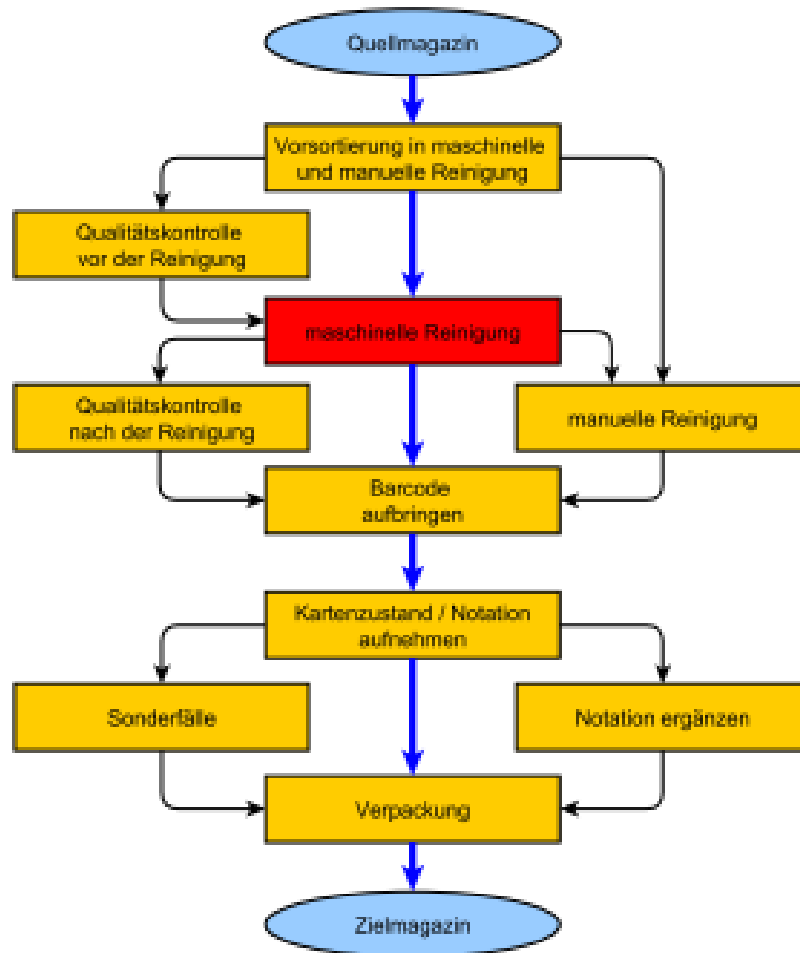 Quellmagazin
Vorsortierung in maschinelle
und manuelle Reinigung
Qualitätskontrolle
vor der Reinigung
maschinelle Reinigung
Qualitätskontrolle
nach der Reinigung
manuelle Reinigung
Barcode
aufbringen
Kartenzustand / Notation
aufnehmen
Sonderfälle
Notation ergänzen
Verpackung
Zielmagazin